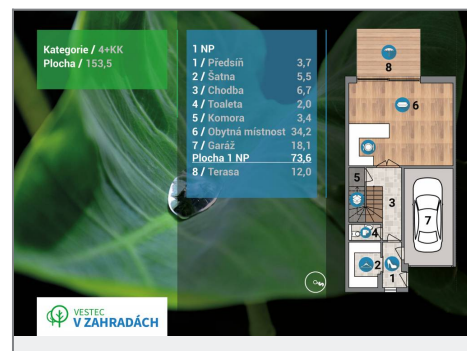 Kategorie / 4+KK
Plocha / 153,5
1 NP
1 / Předsíň 3,7
2 / Šatna 5,5
3 / Chodba 6,7
4 / Toaleta 2,0
5 / Komora 3,4
6 / Obytná místnost 34,2
7 / Garáž 18,1
Plocha 1 NP 73,6
8 / Terasa 12,0
8
6
5
3
7
4
2
1
VESTEC
V ZAHRADÁCH